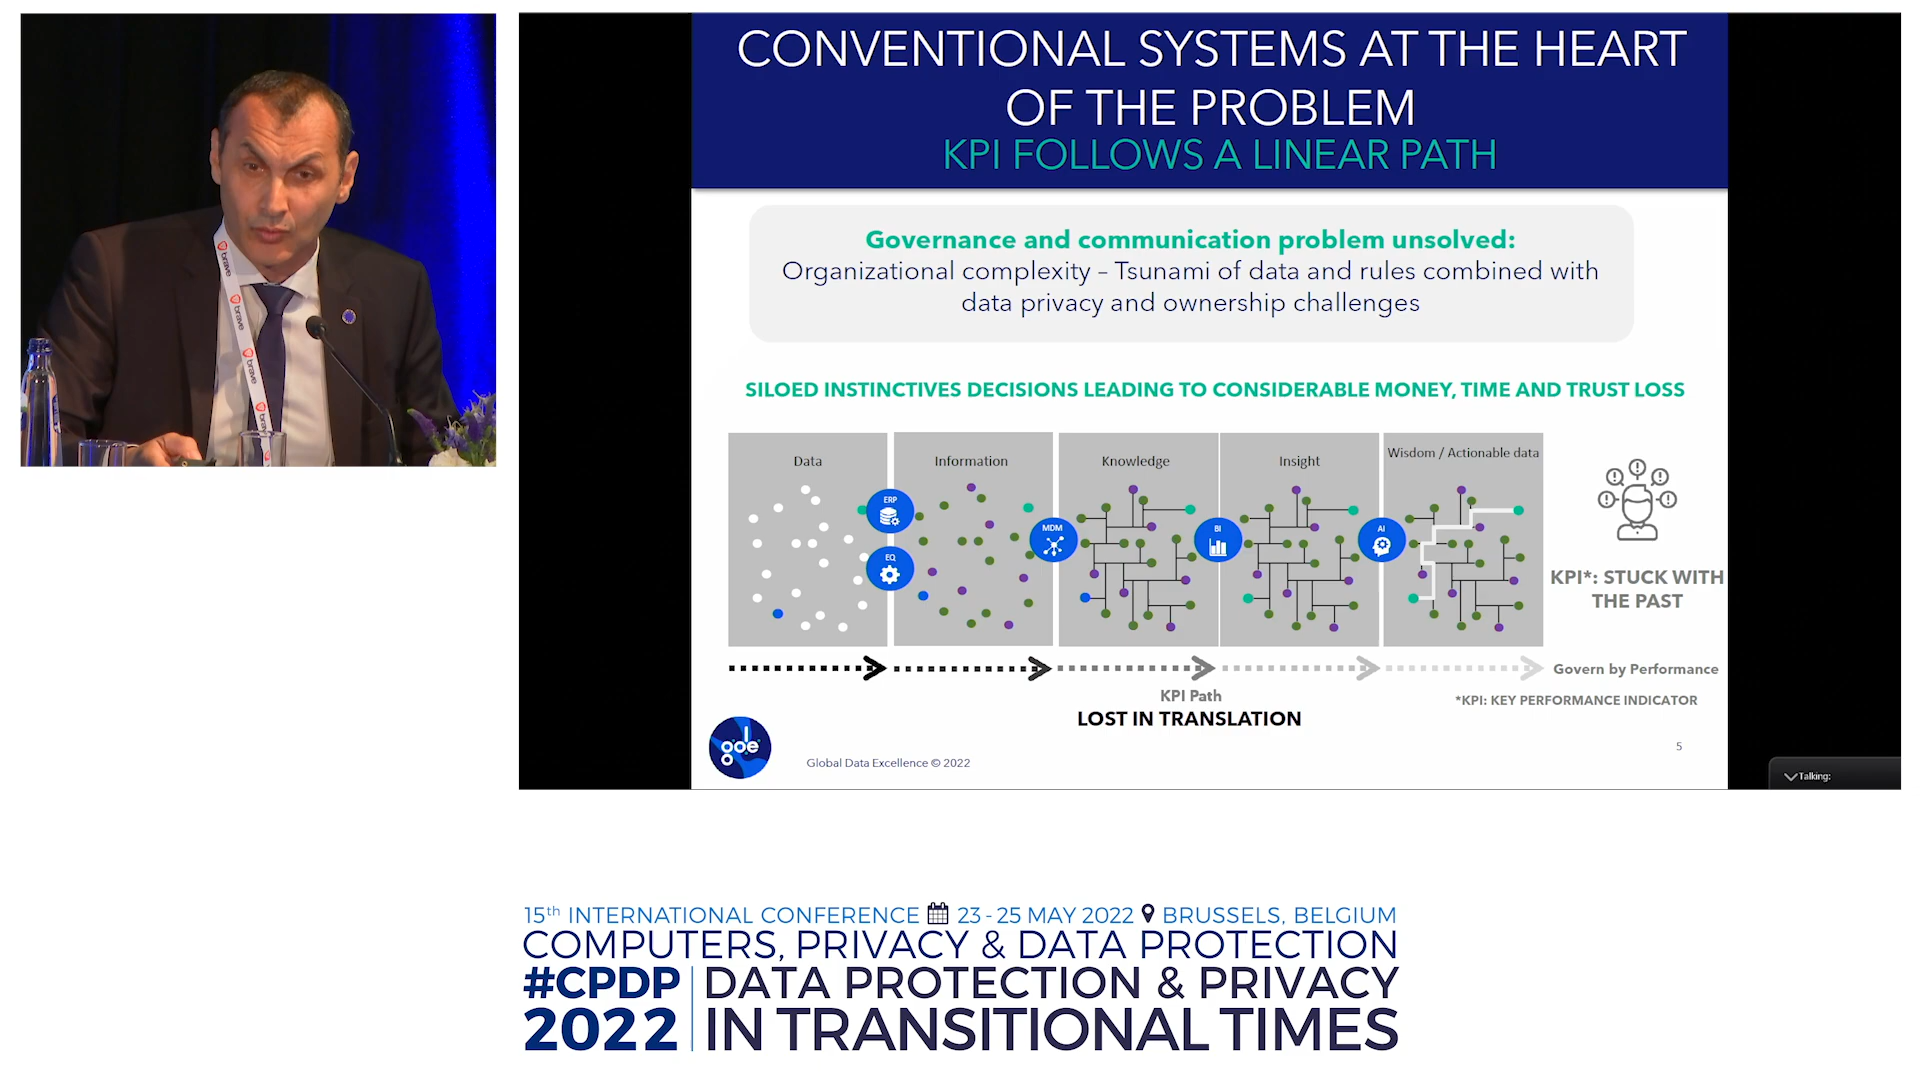 CONVENTIONAL SYSTEMS AT THE HEART
OF THE PROBLEM
KPI FOLLOWS A LINEAR PATH
Governance and communication problem unsolved:
Organizational complexity – Tsunami of data and rules combined with
data privacy and ownership challenges
SILOED INSTINCTIVES DECISIONS LEADING TO CONSIDERABLE MONEY, TIME AND TRUST LOSS
Data
Information
Knowledge
Insight
Wisdom / Actionable data
ERP
EQ
MDM
BI
AI
KPI*: STUCK WITH
THE PAST
Govern by Performance
KPI Path
LOST IN TRANSLATION
*KPI: KEY PERFORMANCE INDICATOR
gde
Global Data Excellence © 2022
5
Talking:
brave
brave
brave
brave
15th INTERNATIONAL CONFERENCE 23 - 25 MAY 2022 BRUSSELS, BELGIUM
COMPUTERS, PRIVACY & DATA PROTECTION
#CPDP DATA PROTECTION & PRIVACY
2022 IN TRANSITIONAL TIMES